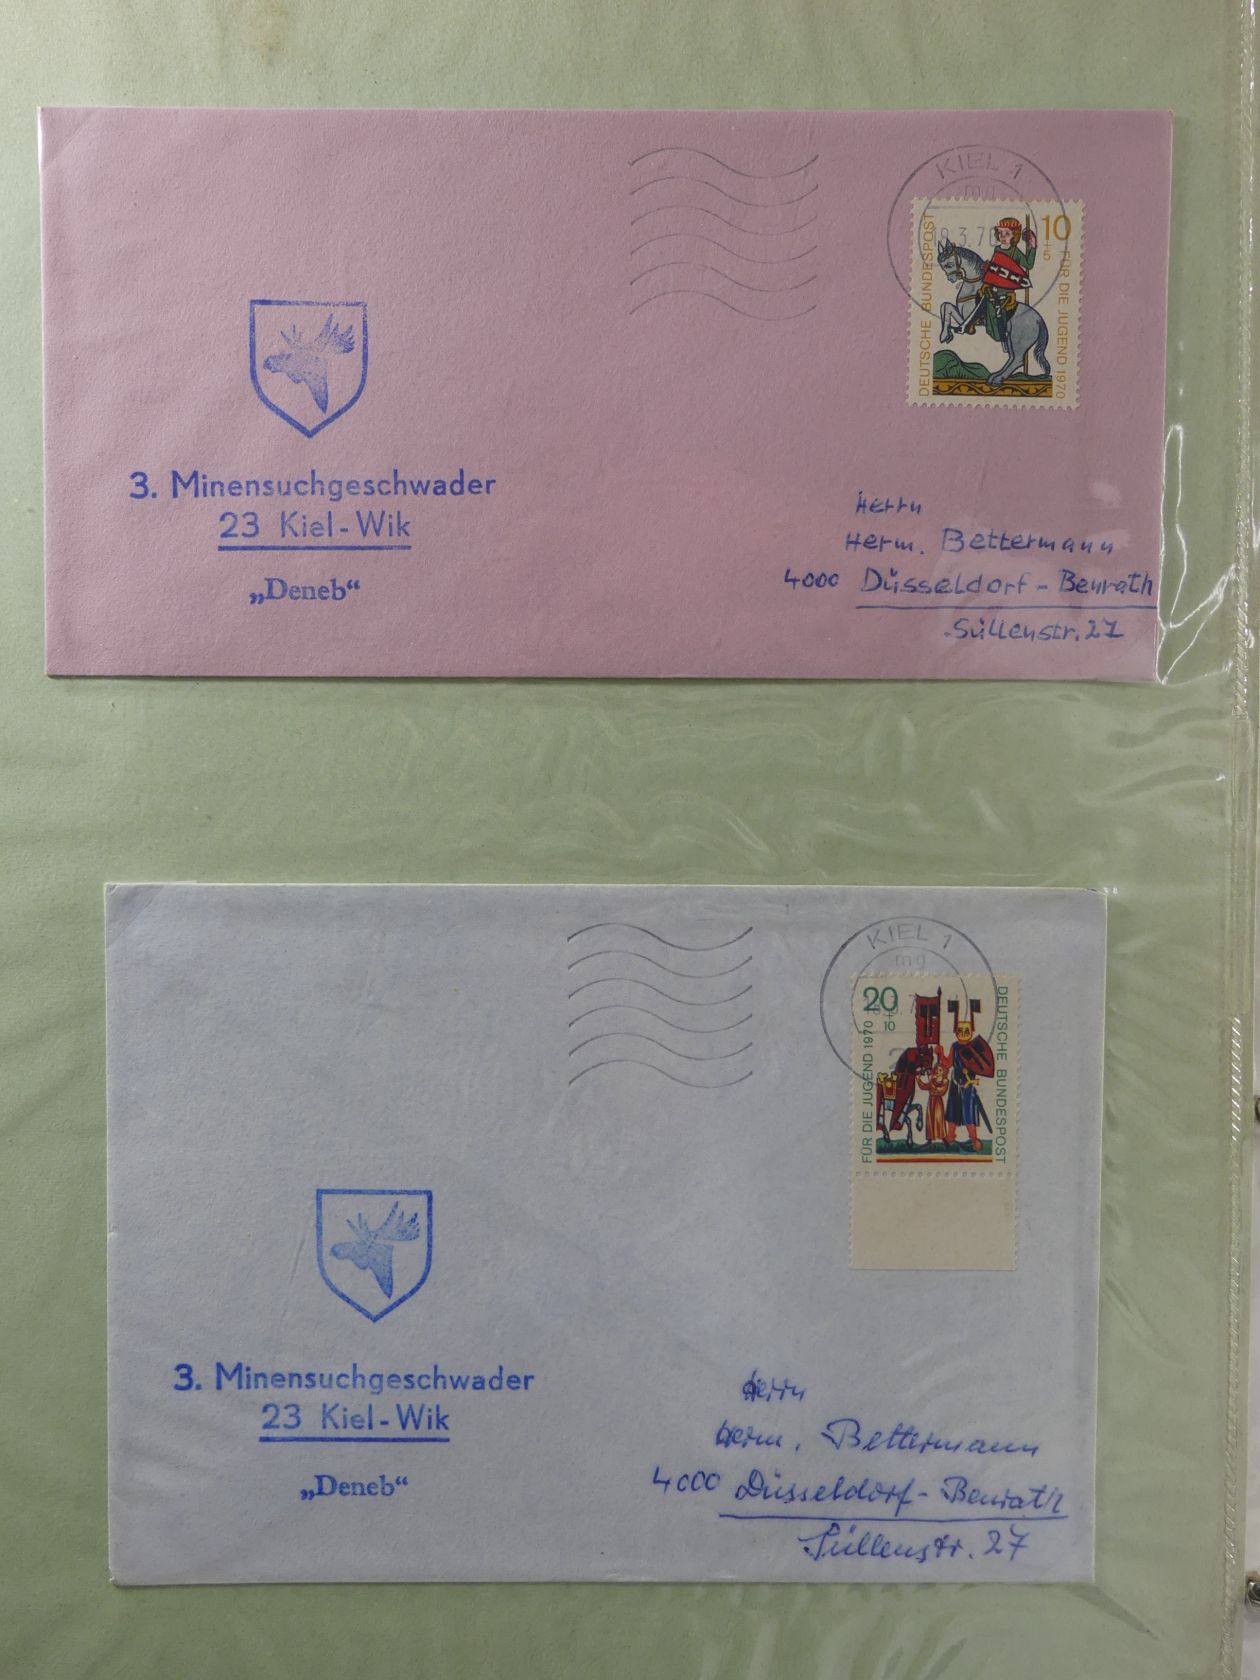 KIEL 1
mg
10
+
5
DEUTSCHE BUNDESPOST
FÜR DIE JUGEND 1970
3. Minensuchgeschwader
23 Kiel-Wik
„Deneb“
Herrn
Herm. Bettermann
4000 Düsseldorf - Benrath
Süllenstr. 27
KIEL 1
mg
20
+
10
FÜR DIE JUGEND 1970
DEUTSCHE BUNDESPOST
3. Minensuchgeschwader
23 Kiel-Wik
„Deneb“
Herrn
Herm. Bettermann
4000 Düsseldorf - Benrath
Süllenstr. 27